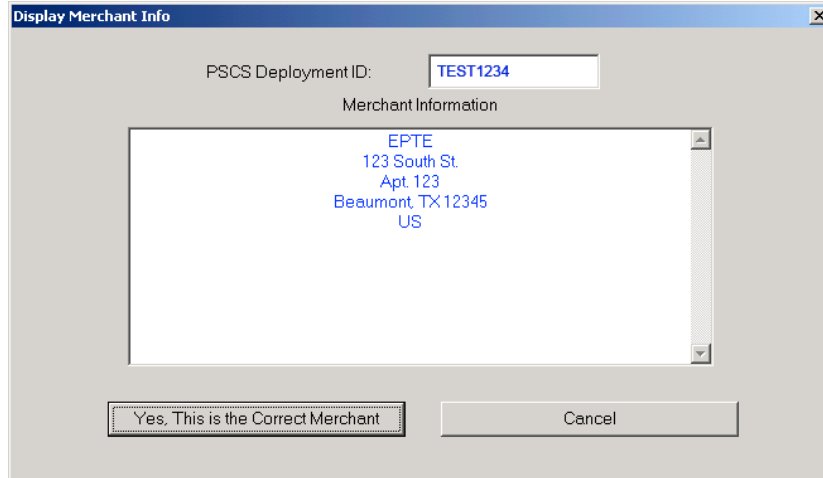 Display Merchant Info
PSCS Deployment ID: TEST1234
Merchant Information
EPTE
123 South St.
Apt. 123
Beaumont, TX 12345
US
Yes, This is the Correct Merchant Cancel